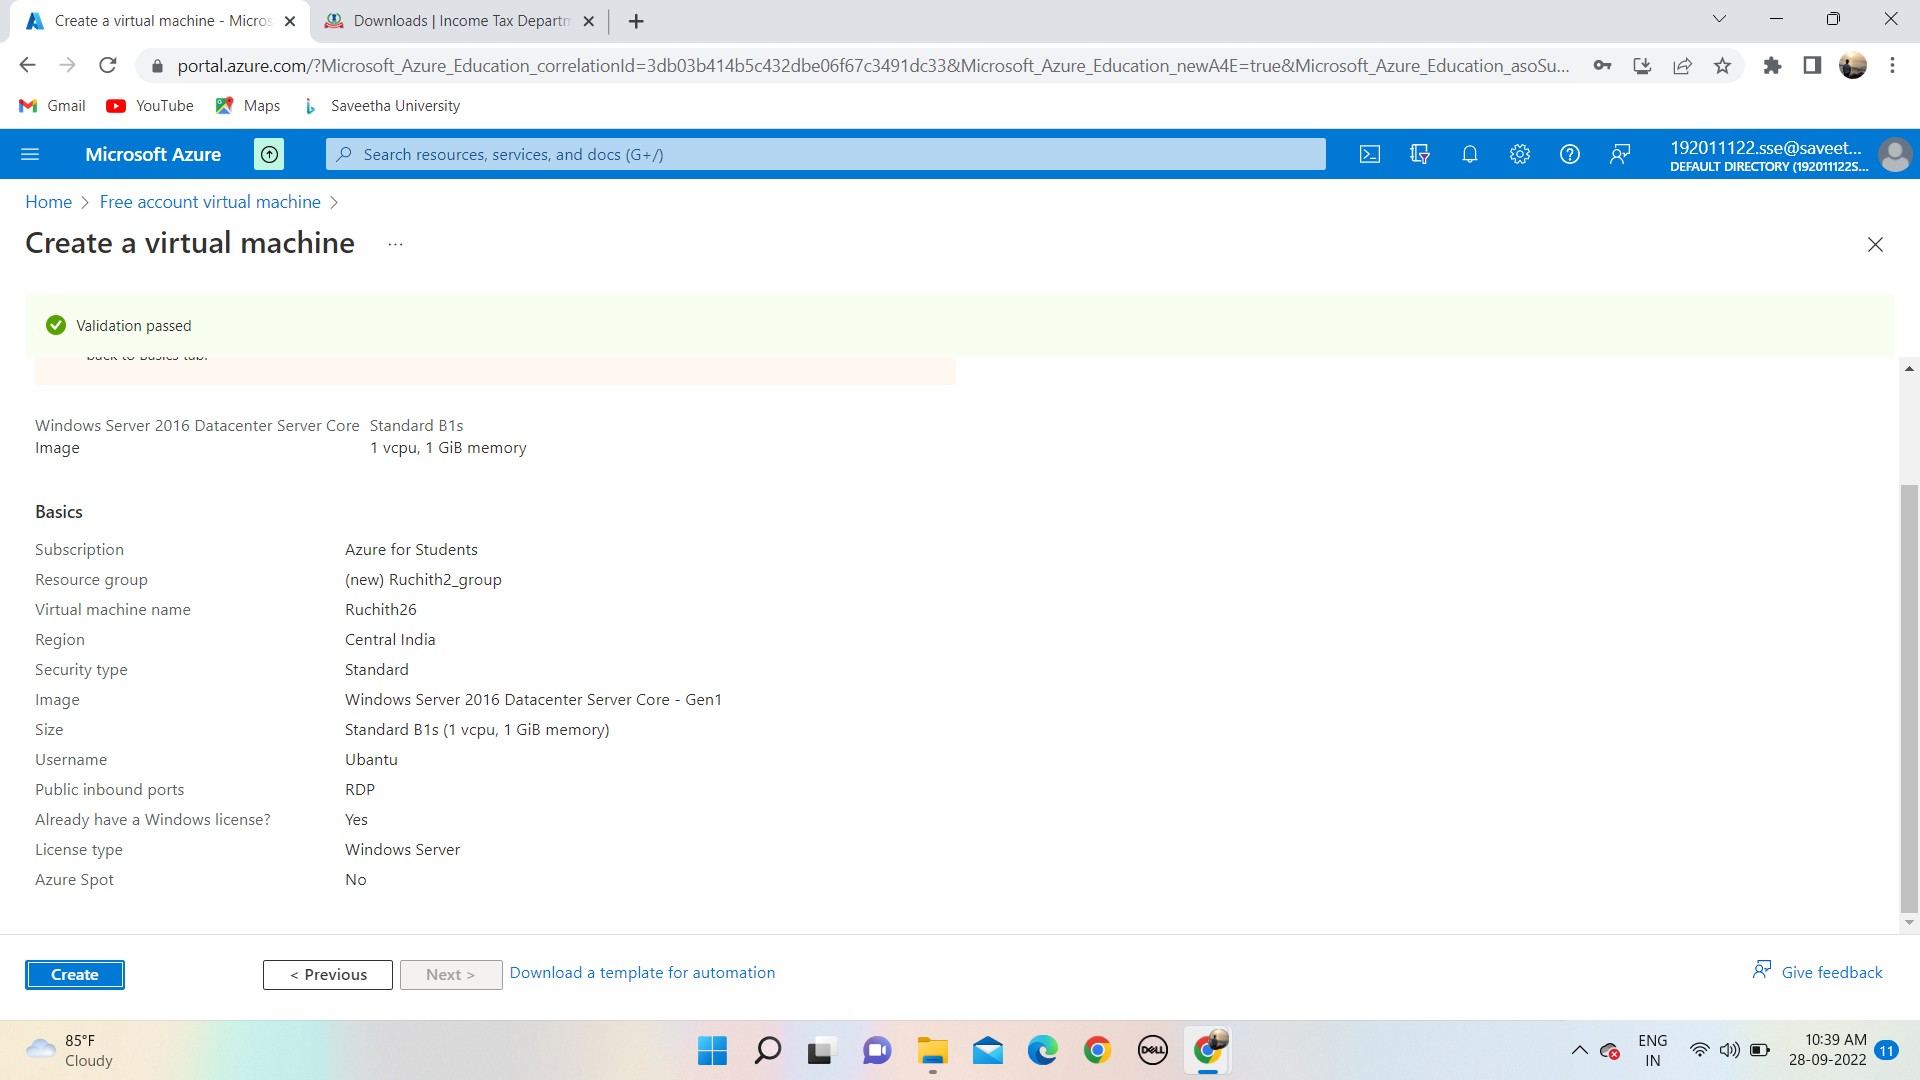 Create a virtual machine - Micros
Downloads | Income Tax Departm
portal.azure.com/?Microsoft_Azure_Education_correlationId=3db03b414b5c432dbe06f67c3491dc33&Microsoft_Azure_Education_newA4E=true&Microsoft_Azure_Education_asoSu...
Gmail
YouTube
Maps
Saveetha University
Microsoft Azure
Search resources, services, and docs (G+/)
192011122.sse@saveet...
DEFAULT DIRECTORY (192011122S...
Home > Free account virtual machine >
Create a virtual machine ...
Validation passed
back to Basics tab.
Windows Server 2016 Datacenter Server Core Standard B1s
Image 1 vcpu, 1 GiB memory
Basics
Subscription Azure for Students
Resource group (new) Ruchith2_group
Virtual machine name Ruchith26
Region Central India
Security type Standard
Image Windows Server 2016 Datacenter Server Core - Gen1
Size Standard B1s (1 vcpu, 1 GiB memory)
Username Ubantu
Public inbound ports RDP
Already have a Windows license? Yes
License type Windows Server
Azure Spot No
Create
< Previous
Next >
Download a template for automation
Give feedback
85°F
Cloudy
DELL
ENG
IN
10:39 AM
28-09-2022
11